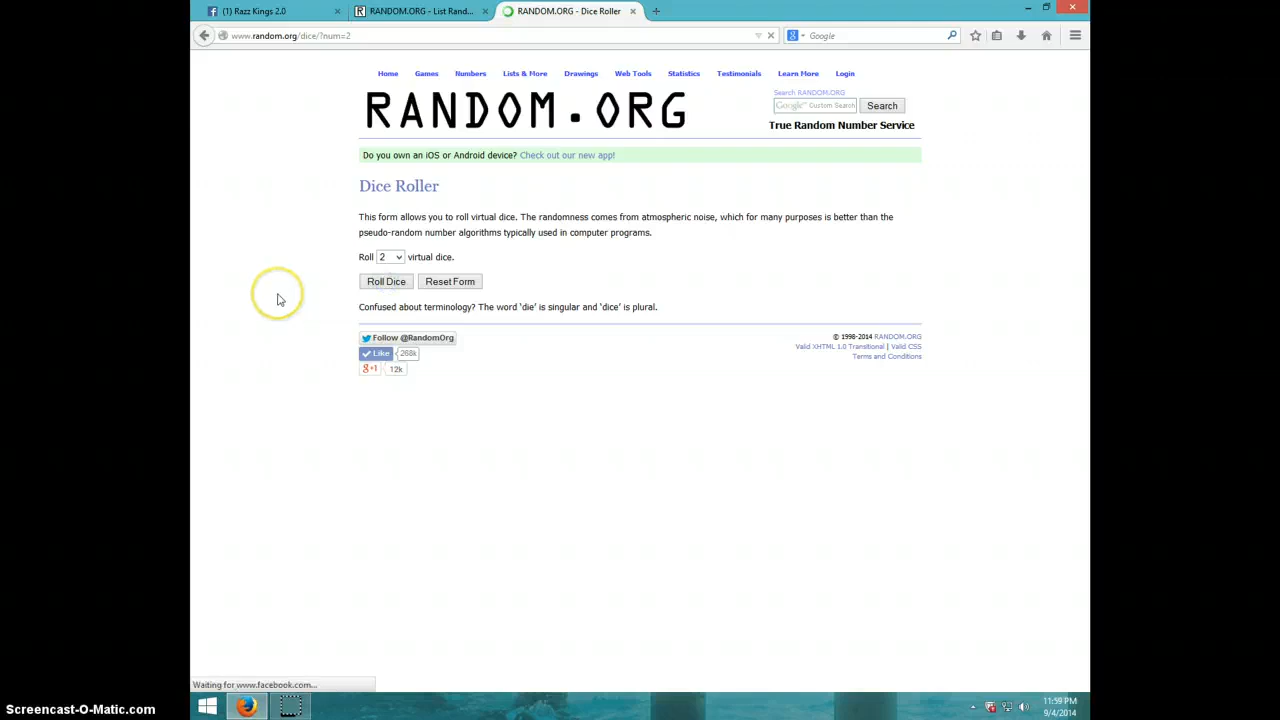 (1) Razz Kings 2.0
RANDOM.ORG - List Rand...
RANDOM.ORG - Dice Roller
www.random.org/dice/?num=2
Google
Home Games Numbers Lists & More Drawings Web Tools Statistics Testimonials Learn More Login
RANDOM.ORG
Search RANDOM.ORG
Google™ Custom Search Search
True Random Number Service
Do you own an iOS or Android device? Check out our new app!
Dice Roller
This form allows you to roll virtual dice. The randomness comes from atmospheric noise, which for many purposes is better than the
pseudo-random number algorithms typically used in computer programs.
Roll 2 virtual dice.
Roll Dice Reset Form
Confused about terminology? The word ‘die’ is singular and ‘dice’ is plural.
Follow @RandomOrg
Like 268k
g+1 12k
© 1998-2014 RANDOM.ORG
Valid XHTML 1.0 Transitional | Valid CSS
Terms and Conditions
Waiting for www.facebook.com...
11:59 PM
9/4/2014
Screencast-O-Matic.com